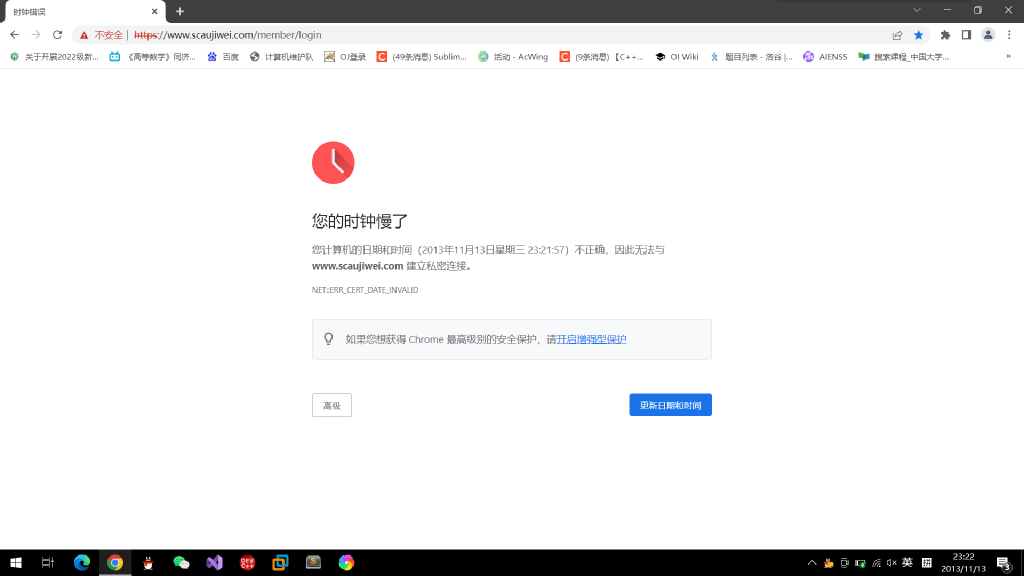 时钟错误
不安全 | https://www.scaujiwei.com/member/login
关于开展2022级新... 《高等数学》同济... 百度 计算机维护队 OJ登录 (49条消息) Sublim... 活动 - AcWing (9条消息) 【C++... OI Wiki 题目列表 - 洛谷 |... AIENSS 搜索课程_中国大学... »
您的时钟慢了
您计算机的日期和时间（2013年11月13日星期三 23:21:57）不正确，因此无法与
www.scaujiwei.com 建立私密连接。
NET::ERR_CERT_DATE_INVALID
如果您想获得 Chrome 最高级别的安全保护，请开启增强型保护
高级
更新日期和时间
DEV C++
S
英
拼
23:22
2013/11/13
3